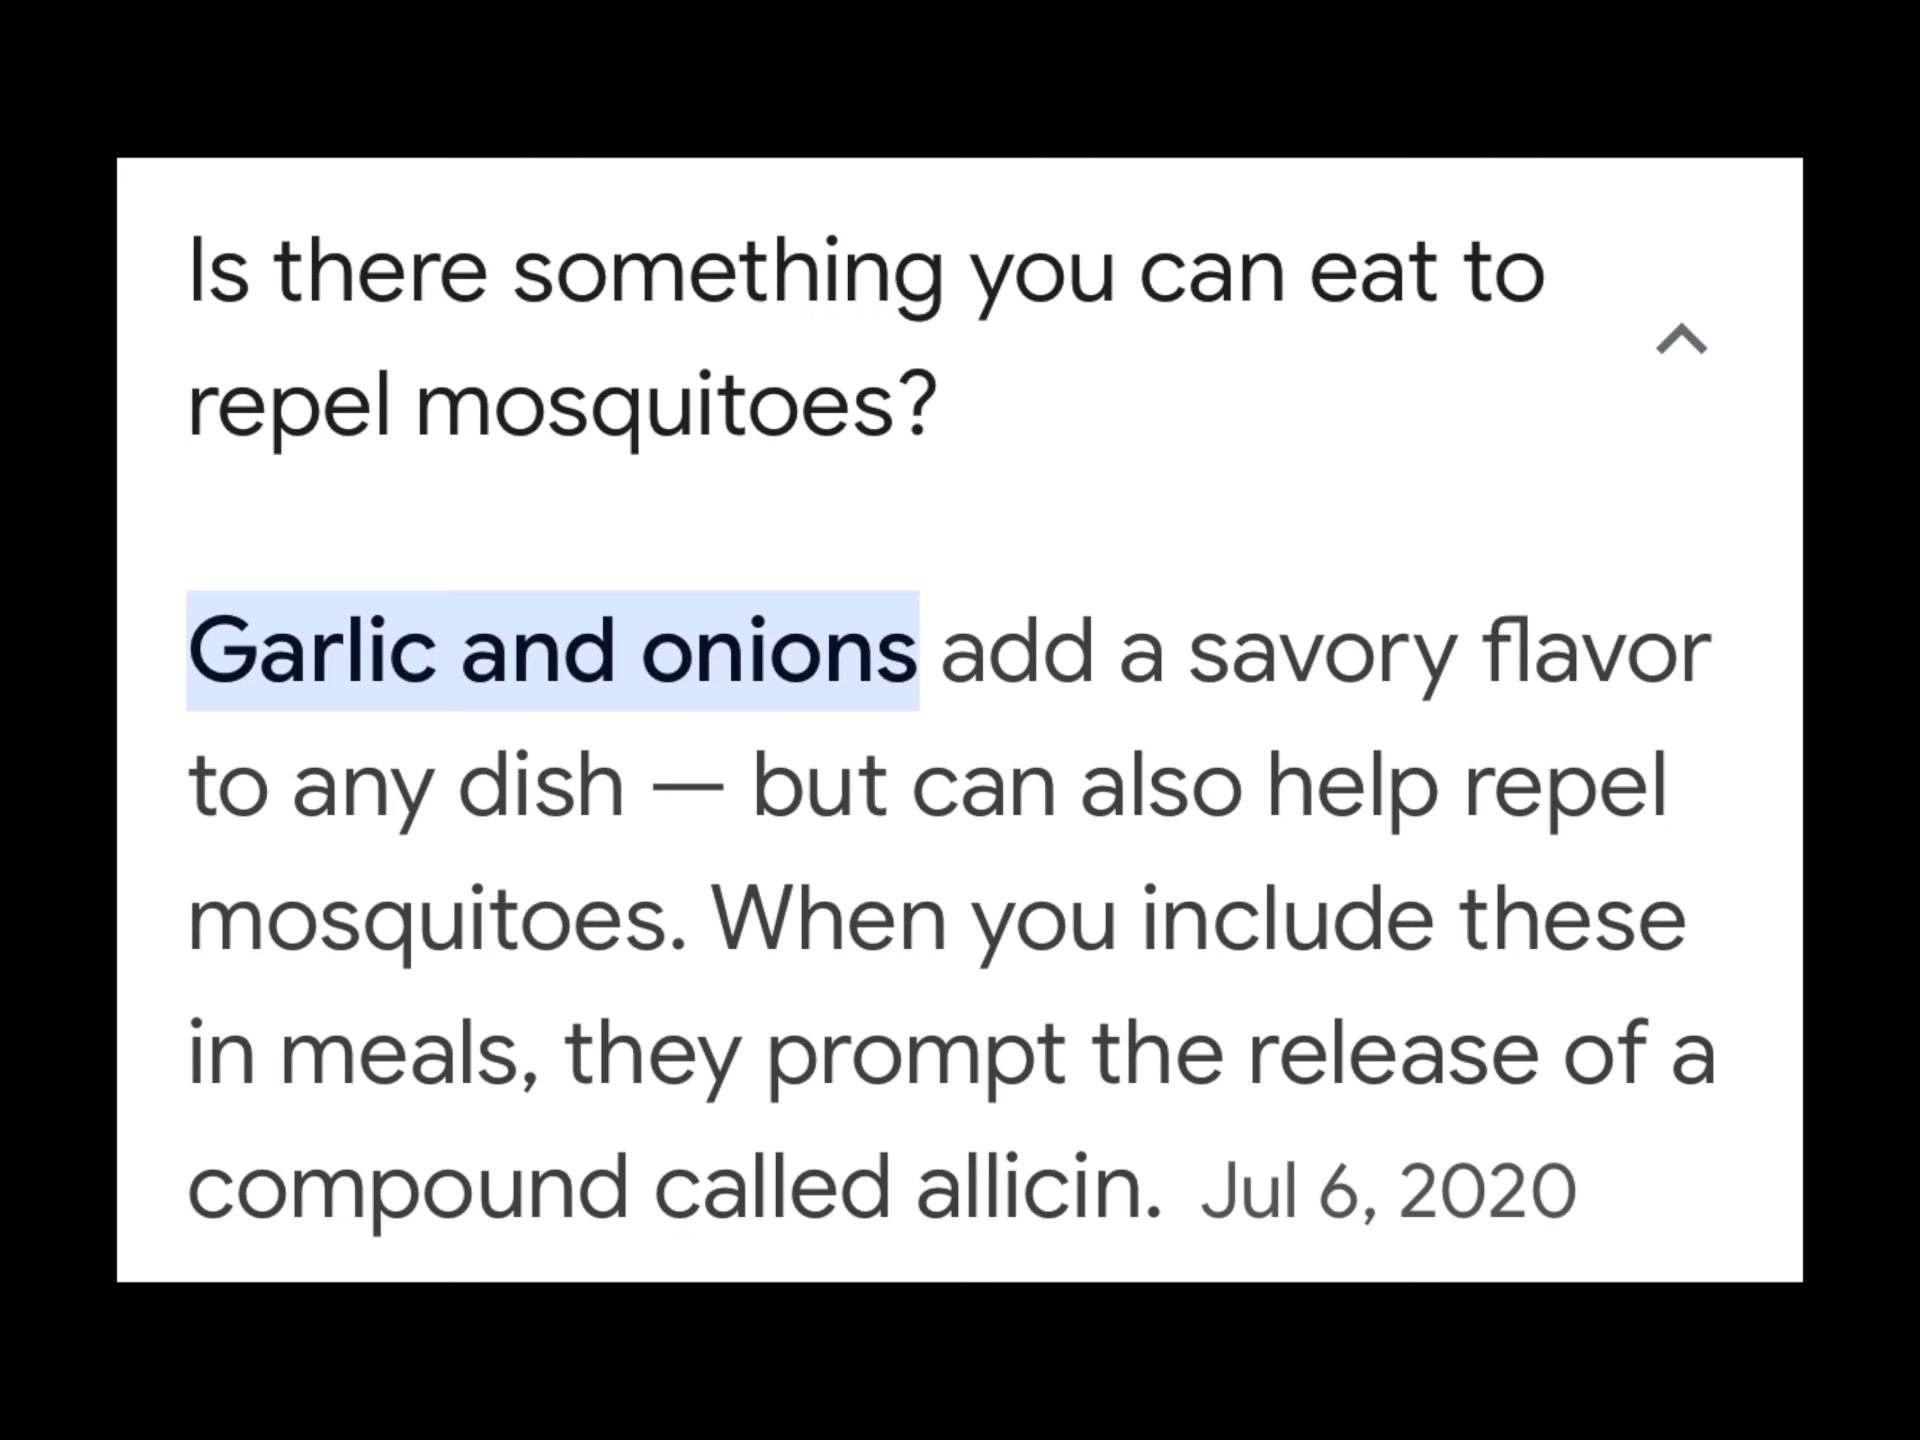 Is there something you can eat to
repel mosquitoes?
Garlic and onions add a savory flavor
to any dish — but can also help repel
mosquitoes. When you include these
in meals, they prompt the release of a
compound called allicin. Jul 6, 2020